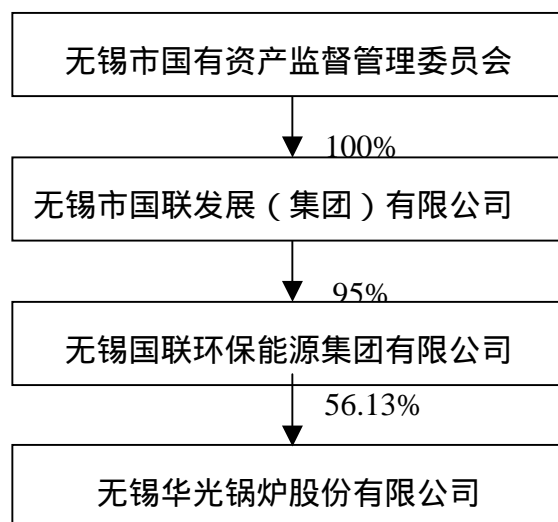 无锡市国有资产监督管理委员会
100%
无锡市国联发展（集团）有限公司
95%
无锡国联环保能源集团有限公司
56.13%
无锡华光锅炉股份有限公司